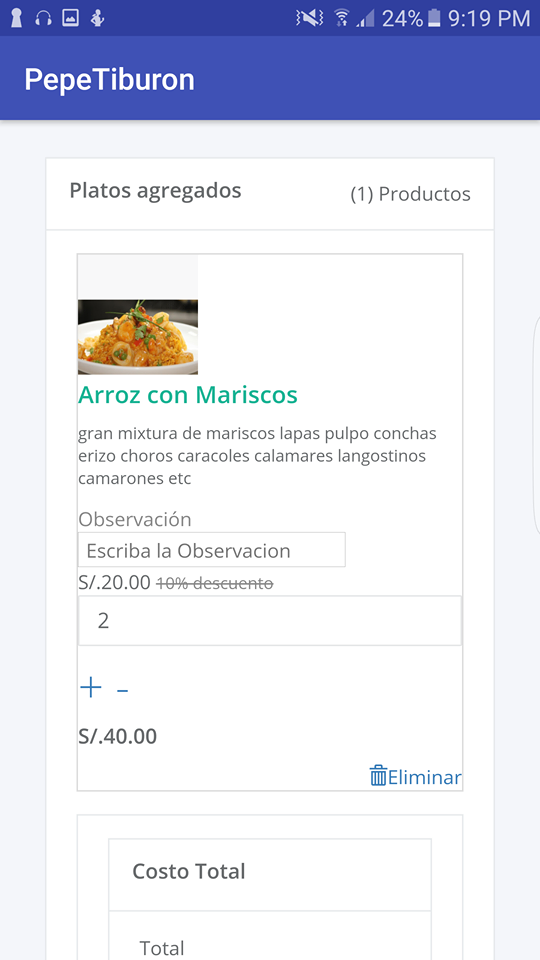 24% 9:19 PM
PepeTiburon
Platos agregados
(1) Productos
Arroz con Mariscos
gran mixtura de mariscos lapas pulpo conchas
erizo choros caracoles calamares langostinos
camarones etc
Observación
Escriba la Observacion
S/.20.00 10% descuento
2
+ -
S/.40.00
Eliminar
Costo Total
Total